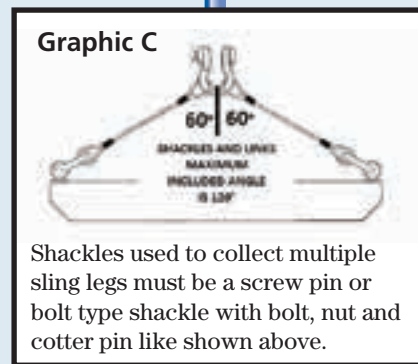 Graphic C
60° 60°
SHACKLES AND LINKS
MAXIMUM
INCLUDED ANGLE
IS 120°
Shackles used to collect multiple
sling legs must be a screw pin or
bolt type shackle with bolt, nut and
cotter pin like shown above.